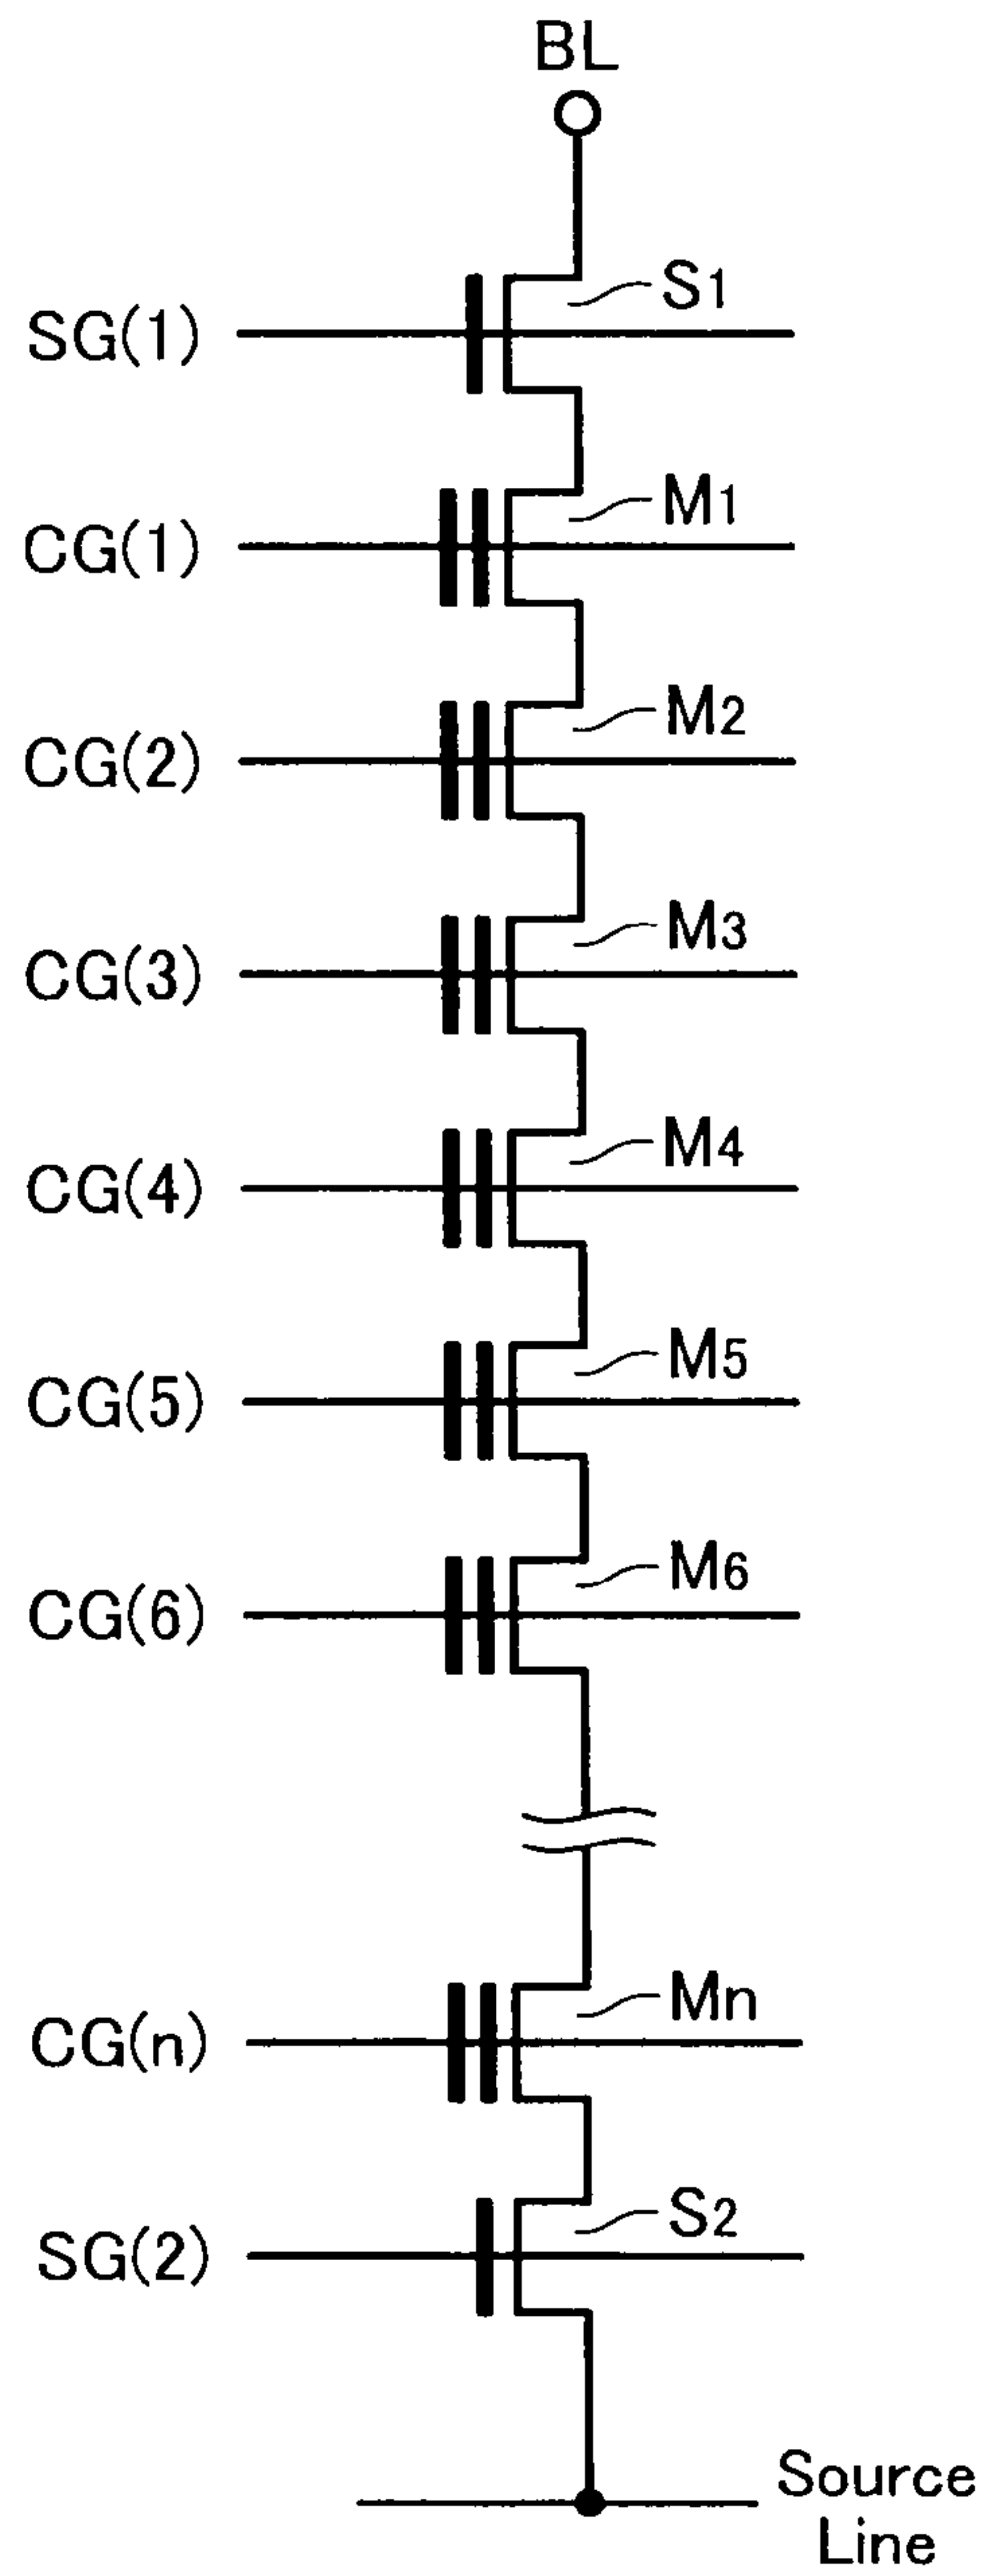 BL
SG(1) S1
CG(1) M1
CG(2) M2
CG(3) M3
CG(4) M4
CG(5) M5
CG(6) M6
CG(n) Mn
SG(2) S2
Source
Line